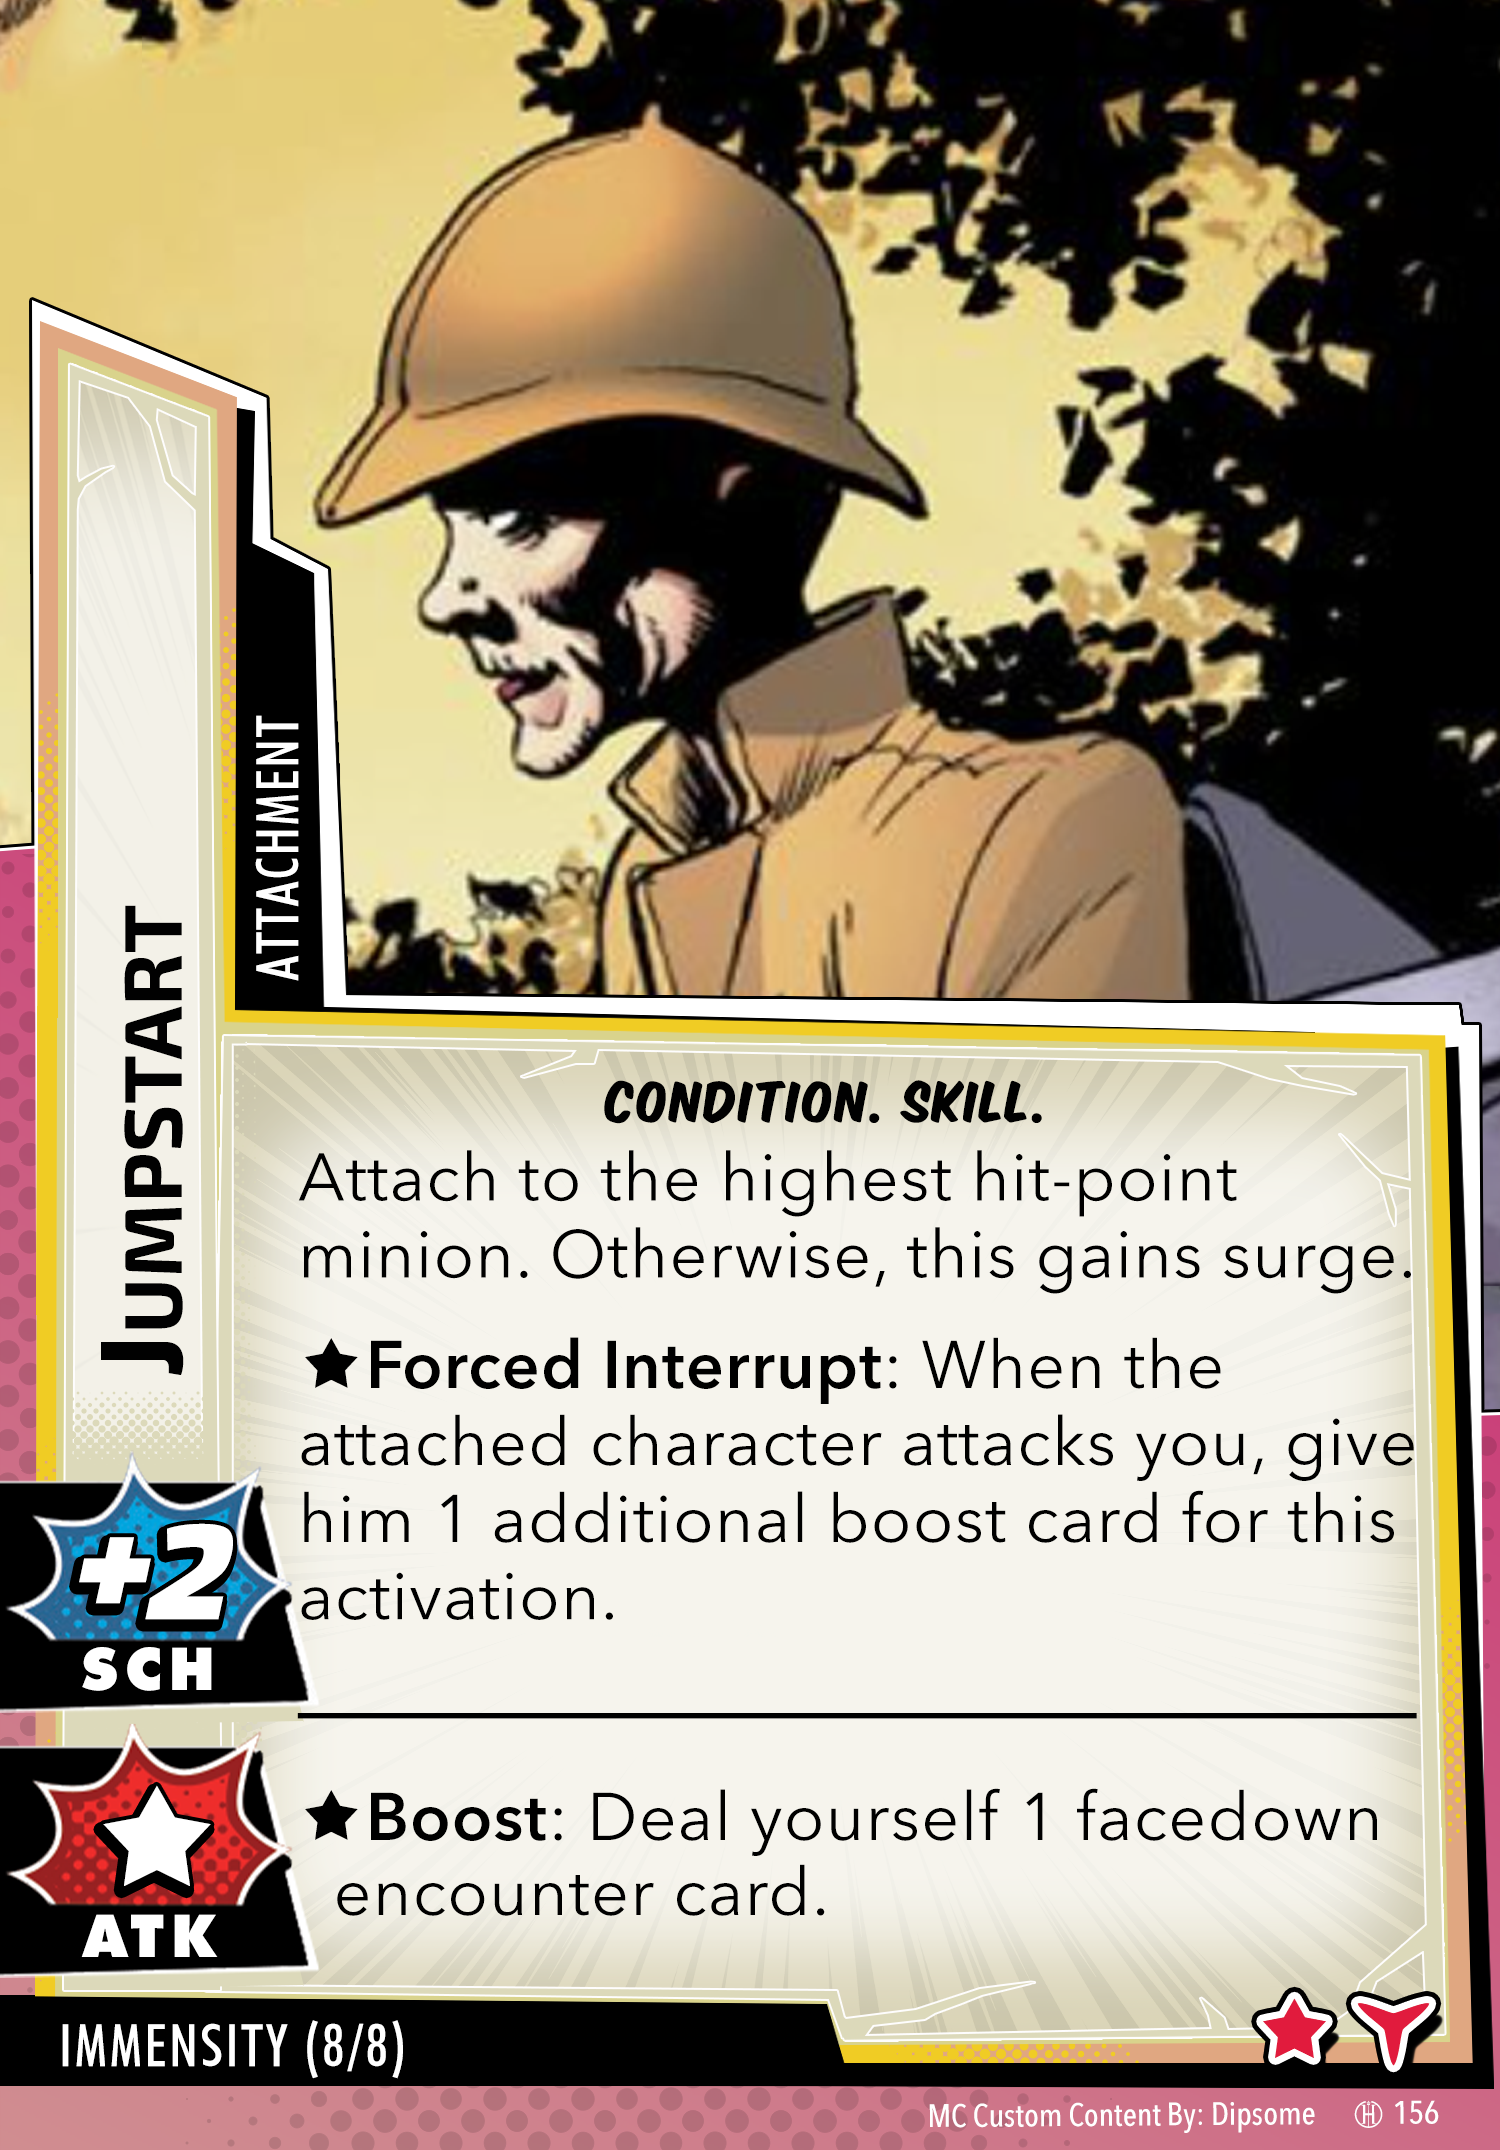 JUMPSTART
ATTACHMENT
CONDITION. SKILL.
Attach to the highest hit-point
minion. Otherwise, this gains surge.
★Forced Interrupt: When the
attached character attacks you, give
him 1 additional boost card for this
activation.
+2
SCH
★Boost: Deal yourself 1 facedown
encounter card.
★
ATK
IMMENSITY (8/8)
MC Custom Content By: Dipsome 156